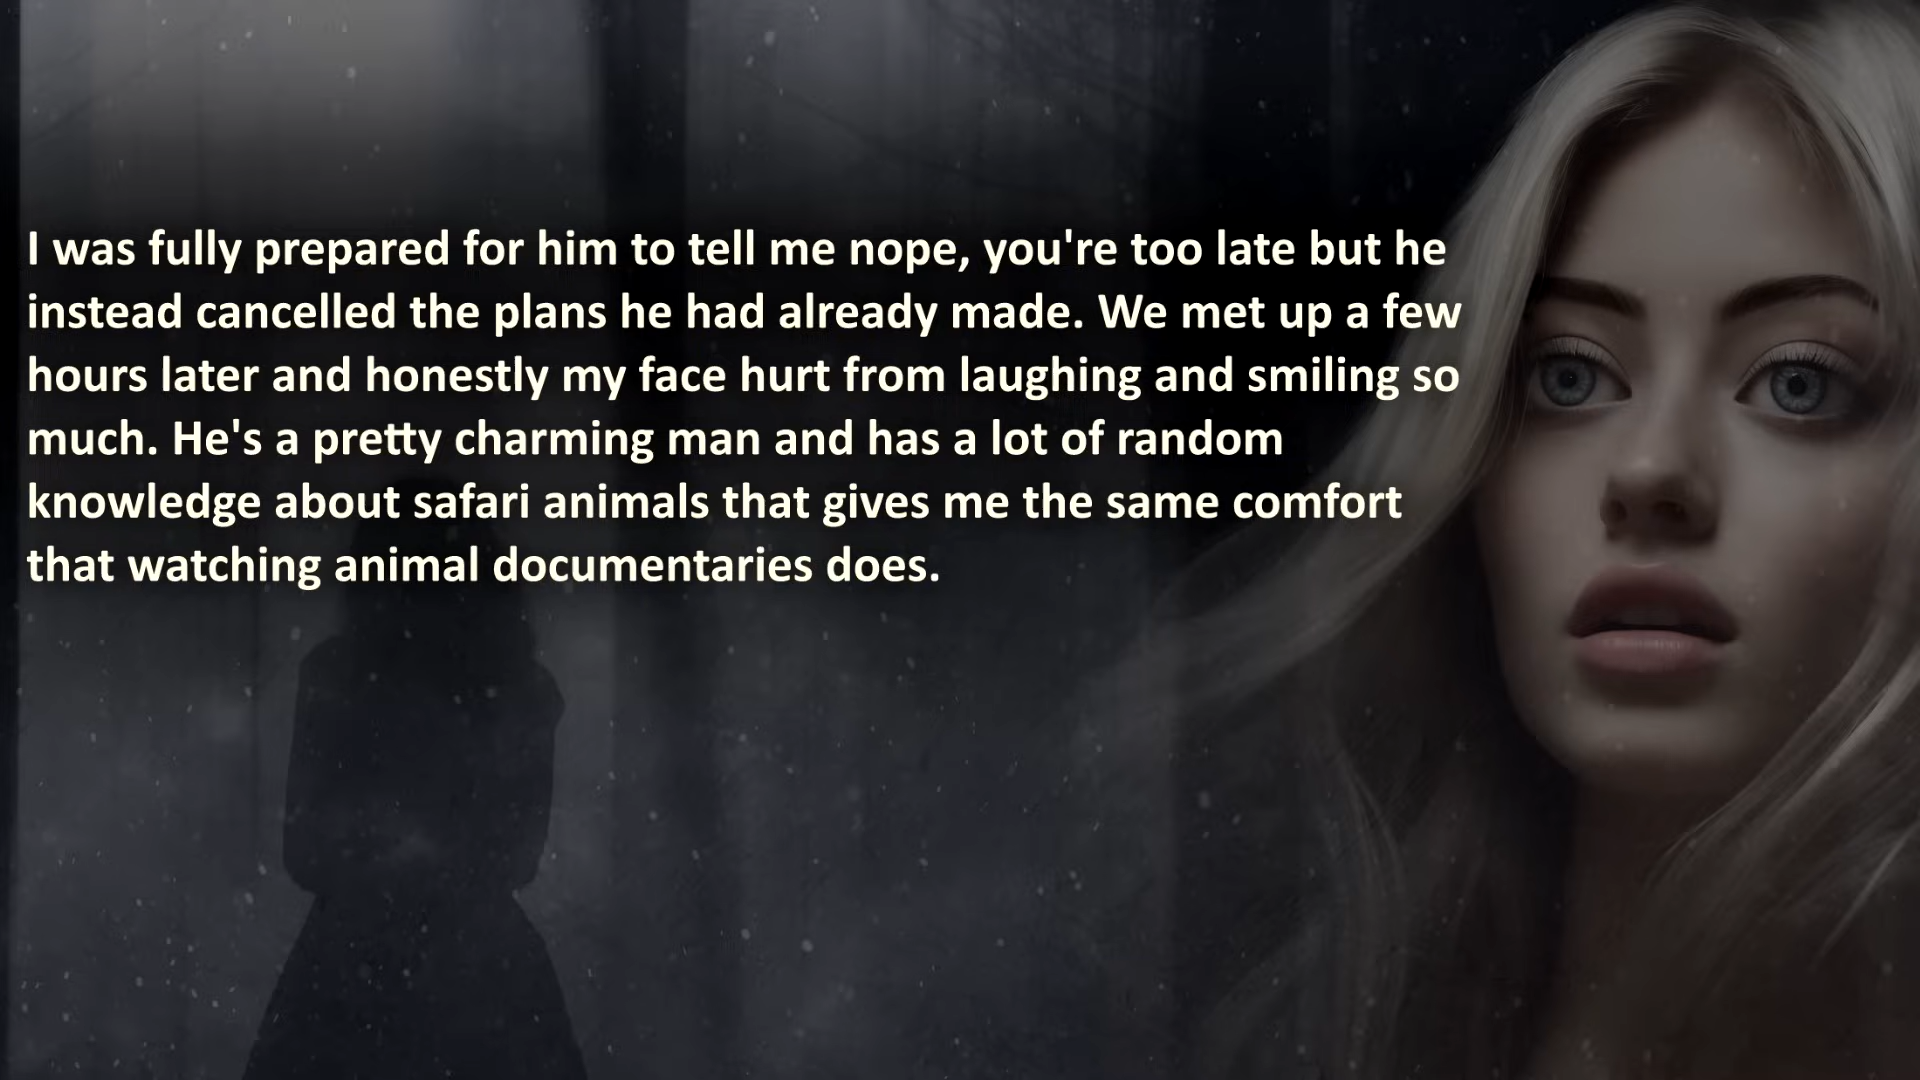 I was fully prepared for him to tell me nope, you're too late but he
instead cancelled the plans he had already made. We met up a few
hours later and honestly my face hurt from laughing and smiling so
much. He's a pretty charming man and has a lot of random
knowledge about safari animals that gives me the same comfort
that watching animal documentaries does.